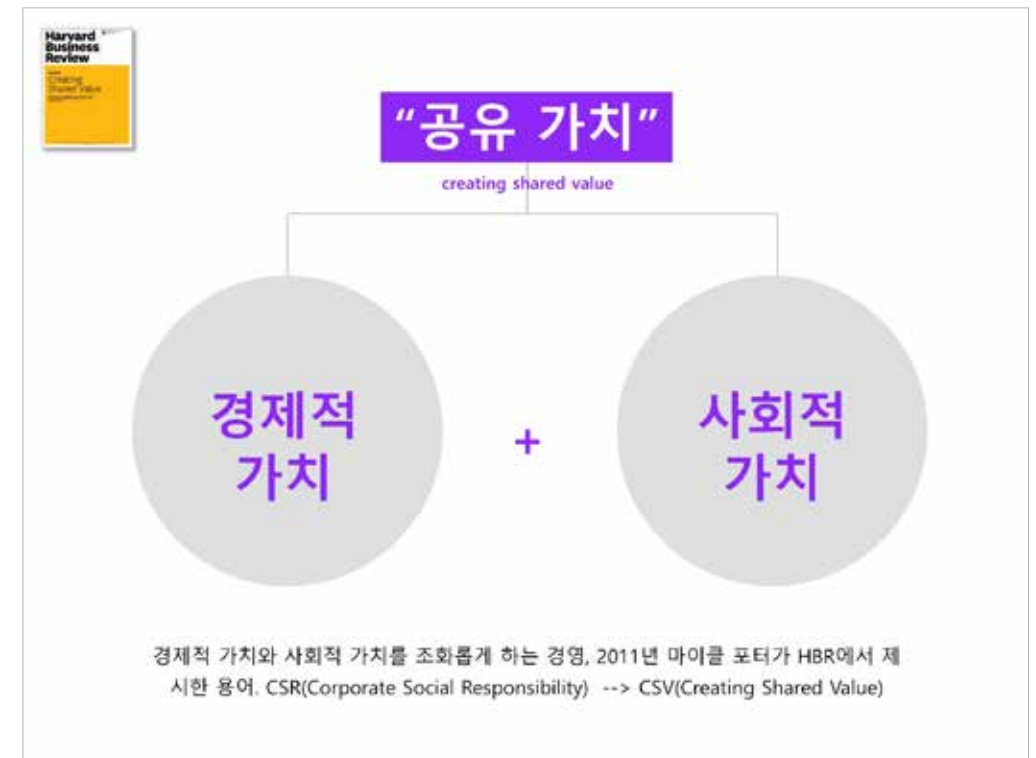 Harvard
Business
Review
Creating
Shared Value
“공유 가치”
creating shared value
경제적
가치
+
사회적
가치
경제적 가치와 사회적 가치를 조화롭게 하는 경영, 2011년 마이클 포터가 HBR에서 제
시한 용어. CSR(Corporate Social Responsibility) --> CSV(Creating Shared Value)